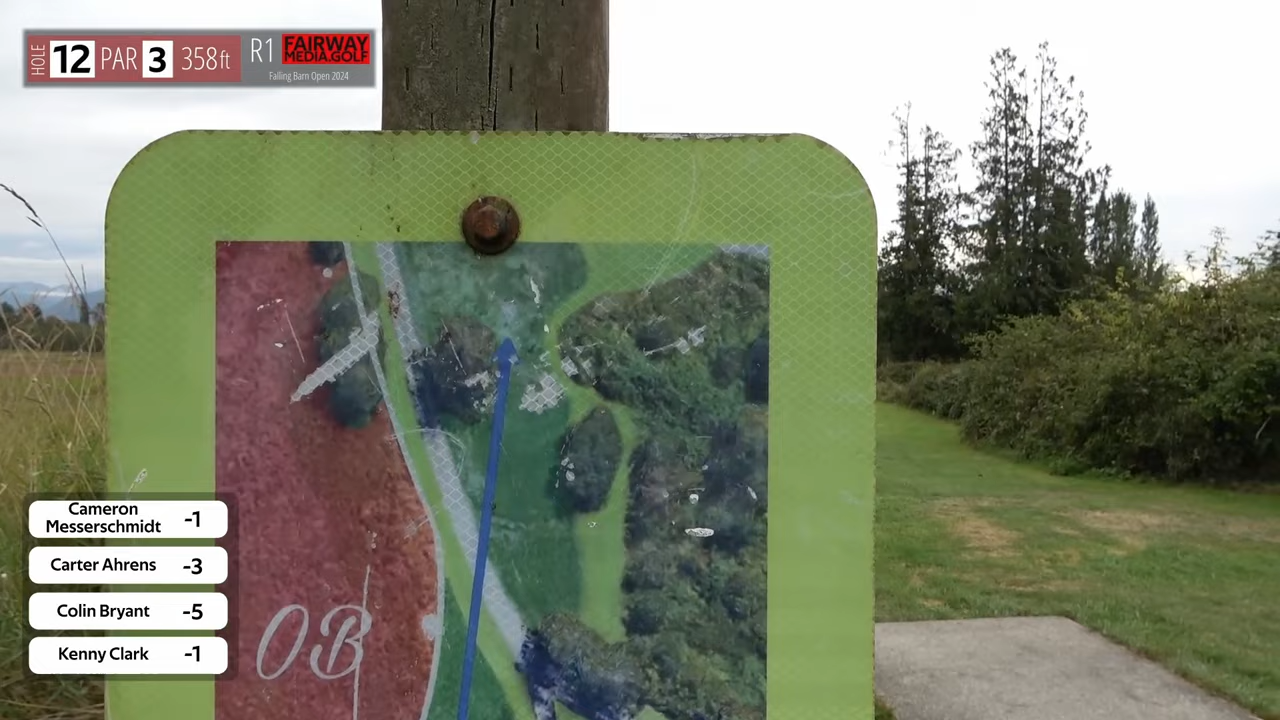 HOLE 12 PAR 3 358ft R1 FAIRWAY
MEDIA.GOLF
Falling Barn Open 2024
Cameron
Messerschmidt -1
Carter Ahrens -3
Colin Bryant -5
Kenny Clark -1
OB